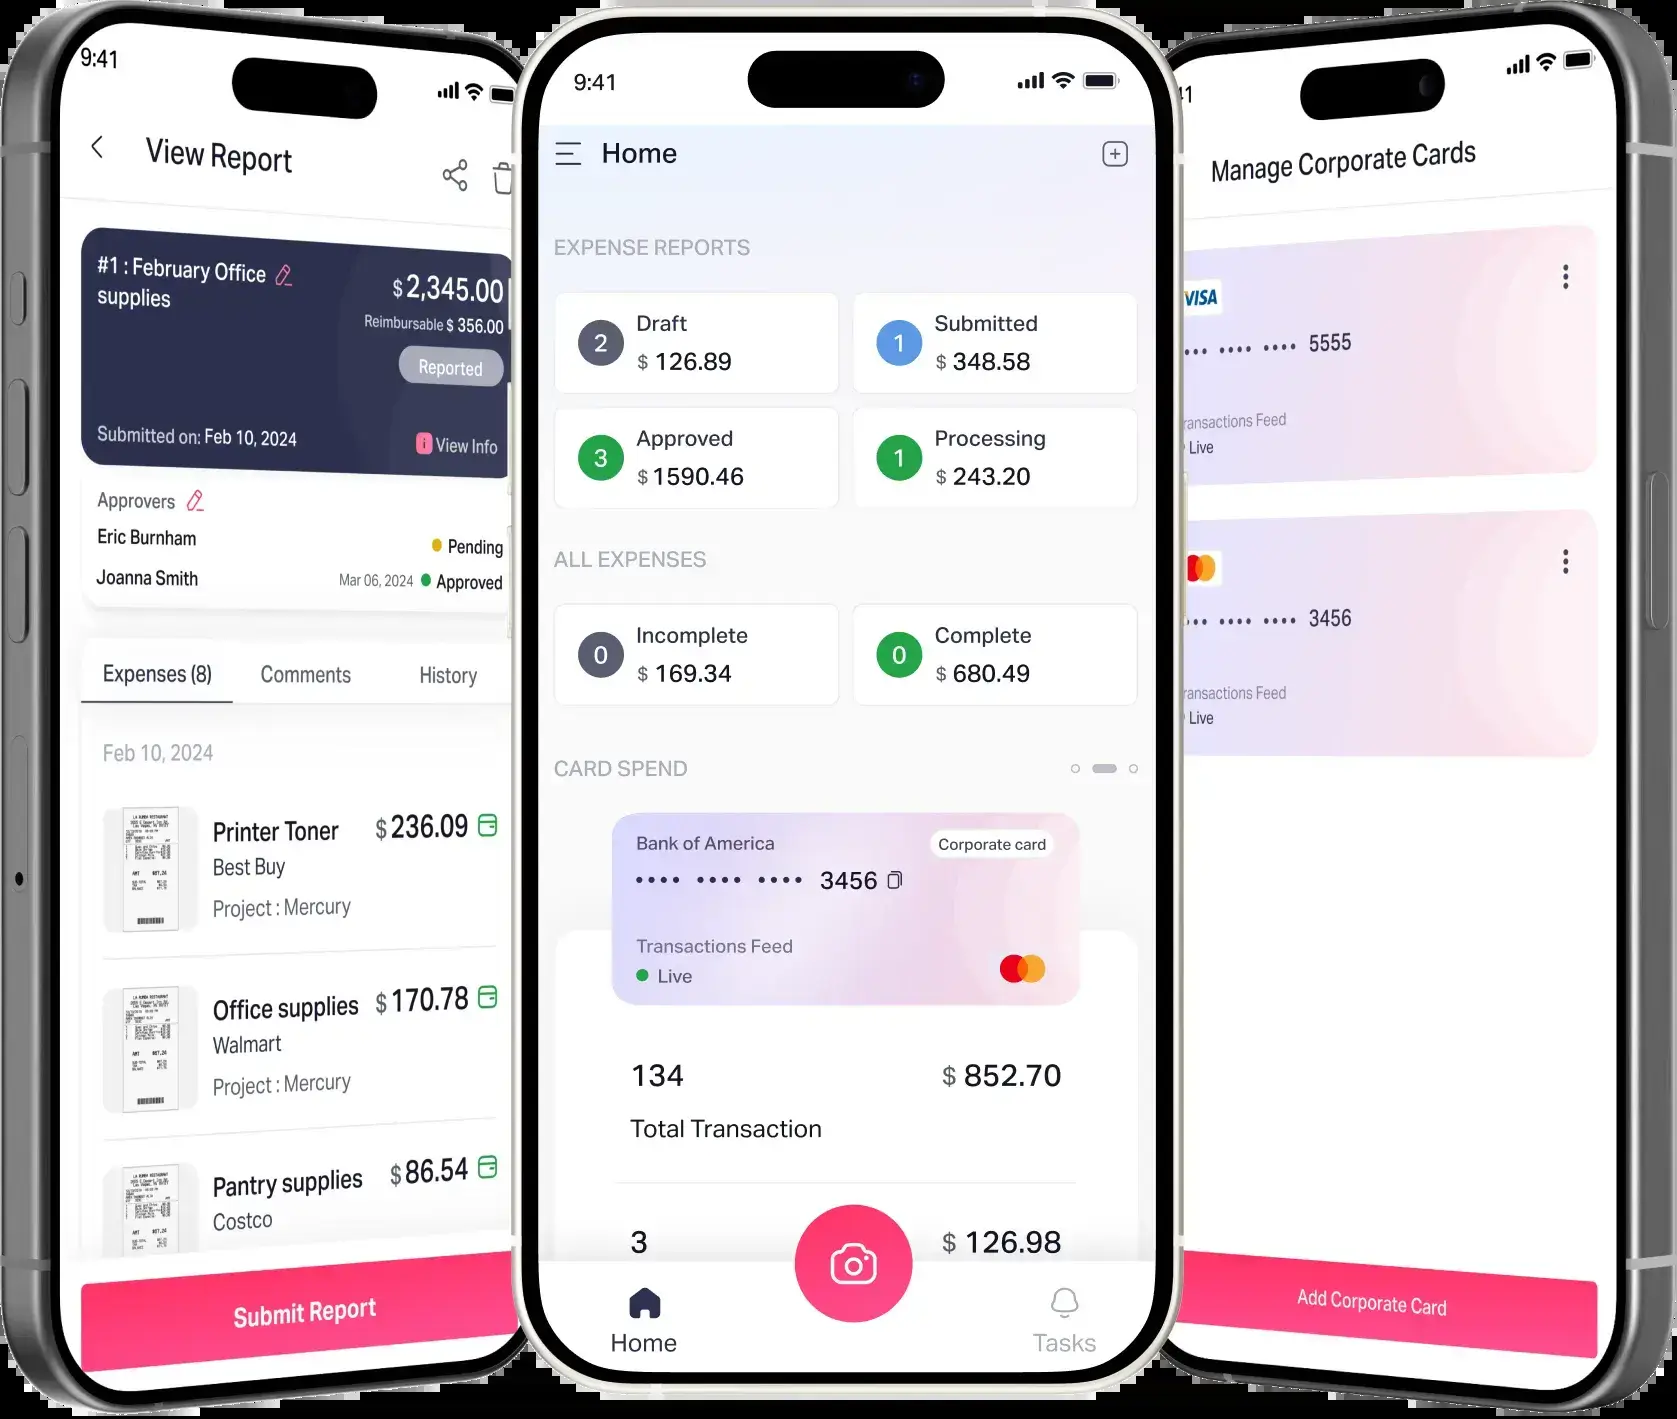 9:41
View Report
#1 : February Office
supplies
$2,345.00
Reimbursable $ 356.00
Reported
Submitted on: Feb 10, 2024
i View Info
Approvers
Eric Burnham
Pending
Joanna Smith
Mar 06, 2024 Approved
Expenses (8) Comments History
Feb 10, 2024
Printer Toner $236.09
Best Buy
Project : Mercury
Office supplies $170.78
Walmart
Project : Mercury
Pantry supplies $86.54
Costco
Submit Report
9:41
Home
EXPENSE REPORTS
2 Draft
$ 126.89
1 Submitted
$ 348.58
3 Approved
$ 1590.46
1 Processing
$ 243.20
ALL EXPENSES
0 Incomplete
$ 169.34
0 Complete
$ 680.49
CARD SPEND
Bank of America Corporate card
•••• •••• •••• 3456
Transactions Feed
Live
134 $ 852.70
Total Transaction
3 $ 126.98
Home Tasks
41
Manage Corporate Cards
VISA
••• •••• •••• 5555
ransactions Feed
Live
••• •••• •••• 3456
ransactions Feed
Live
Add Corporate Card